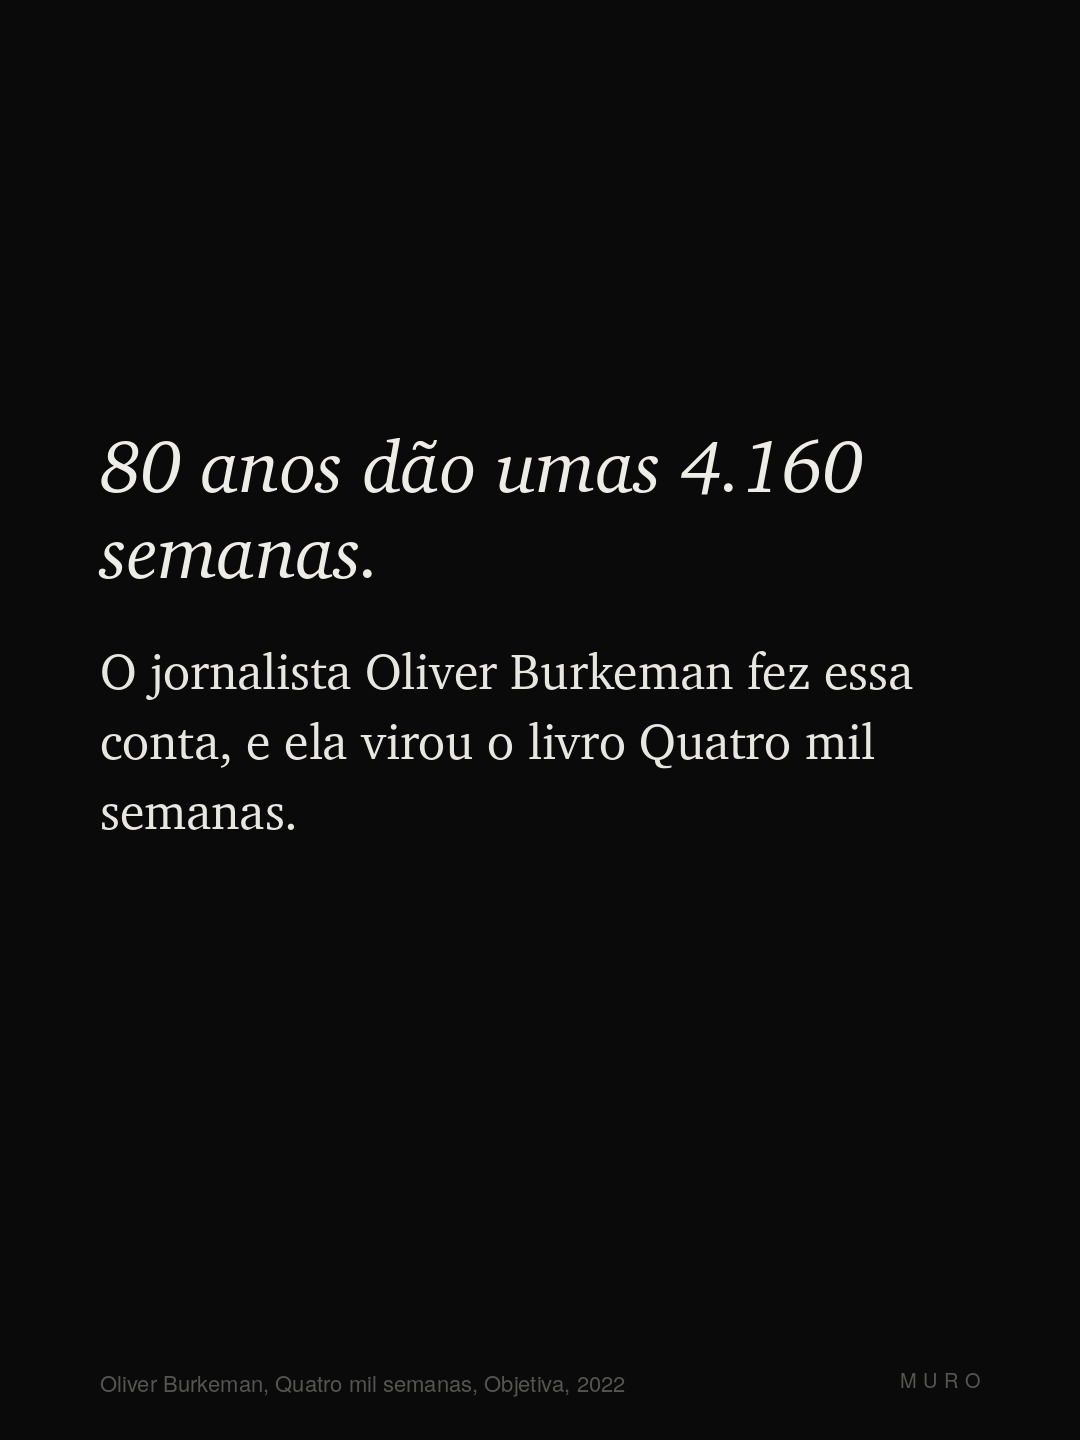 80 anos dão umas 4.160
semanas.
O jornalista Oliver Burkeman fez essa
conta, e ela virou o livro Quatro mil
semanas.
Oliver Burkeman, Quatro mil semanas, Objetiva, 2022
MURO